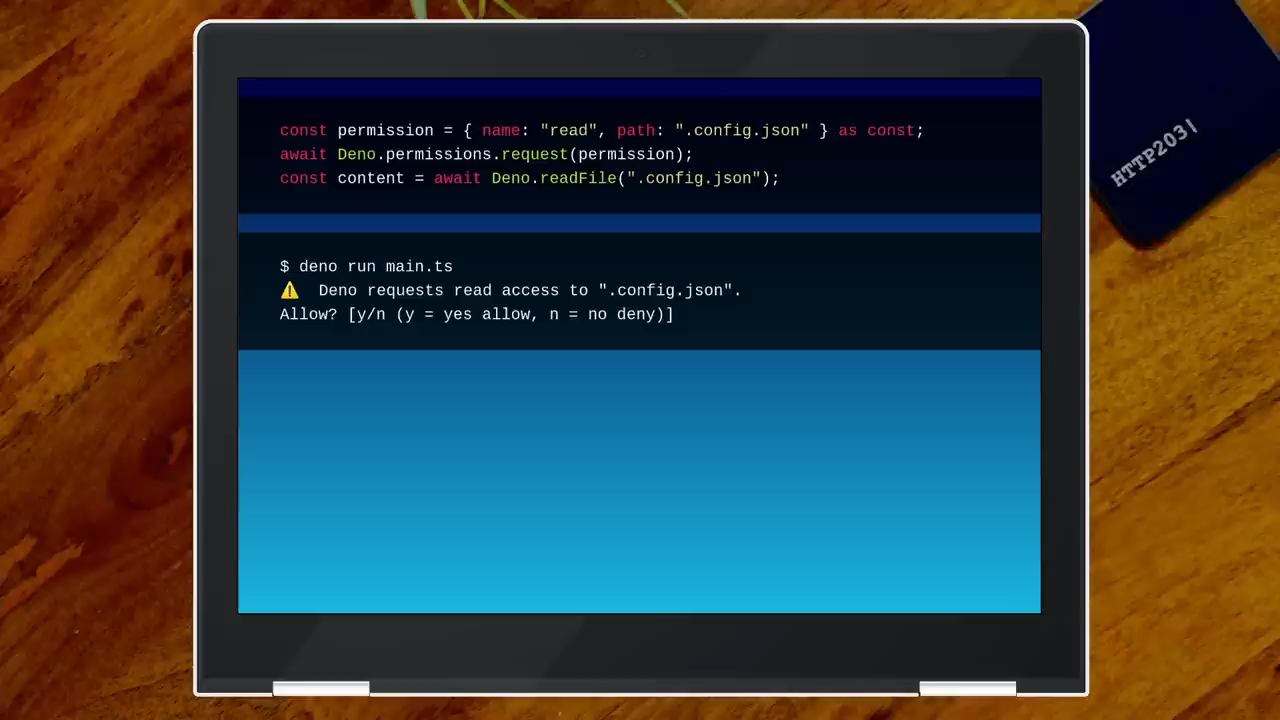 const permission = { name: "read", path: ".config.json" } as const;
await Deno.permissions.request(permission);
const content = await Deno.readFile(".config.json");
$ deno run main.ts
⚠️  Deno requests read access to ".config.json".
Allow? [y/n (y = yes allow, n = no deny)]
HTTP203|